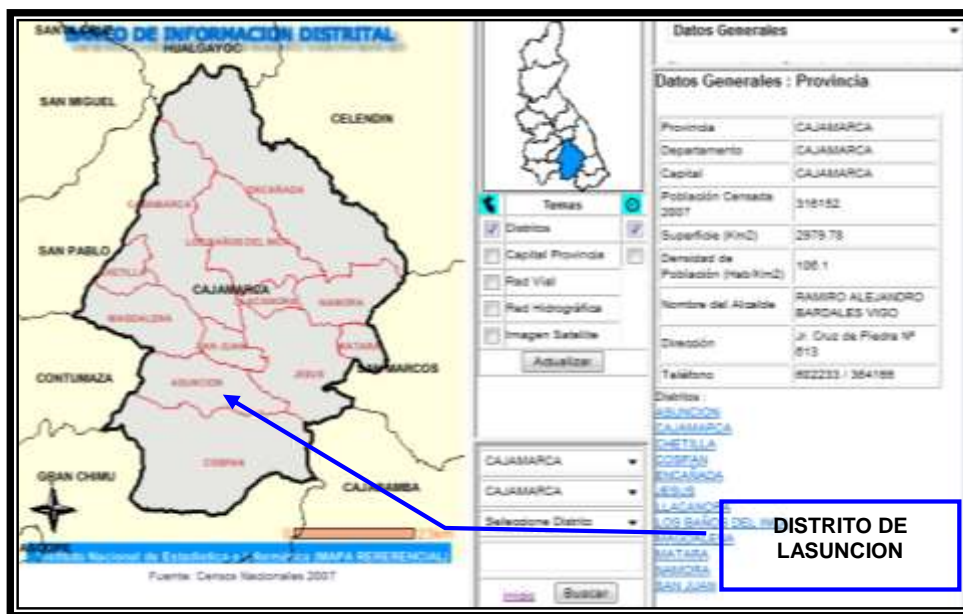 BANCO DE INFORMACIÓN DISTRITAL
HUALGAYOC
SAN MIGUEL
CELENDIN
ENCAÑADA
CAJAMARCA
LOS BAÑOS DEL INCA
SAN PABLO
CHETILLA
CAJAMARCA
LLACANORA
NAMORA
MAGDALENA
SAN JUAN
MATARA
CONTUMAZA
ASUNCION
JESUS
SAN MARCOS
COSPAN
GRAN CHIMU
CAJABAMBA
ASCOPE
Instituto Nacional de Estadística e Informática (MAPA REFERENCIAL)
Fuente: Censos Nacionales 2007
Temas
Distritos
Capital Provincia
Red Vial
Red Hidrográfica
Imagen Satelite
Actualizar
CAJAMARCA
CAJAMARCA
Seleccione Distrito
Inicio
Buscar
Datos Generales
Datos Generales : Provincia
Provincia CAJAMARCA
Departamento CAJAMARCA
Capital CAJAMARCA
Población Censada 316152
2007
Superficie (Km2) 2979.78
Densidad de 106.1
Población (Hab/Km2)
Nombre del Alcalde RAMIRO ALEJANDRO
BARDALES VIGO
Dirección Jr. Cruz de Piedra Nº
613
Teléfono
Distritos :
ASUNCION
CAJAMARCA
CHETILLA
COSPAN
ENCAÑADA
JESUS
LLACANORA
LOS BAÑOS DEL
MAGDALENA
MATARA
NAMORA
SAN JUAN
DISTRITO DE
LASUNCION